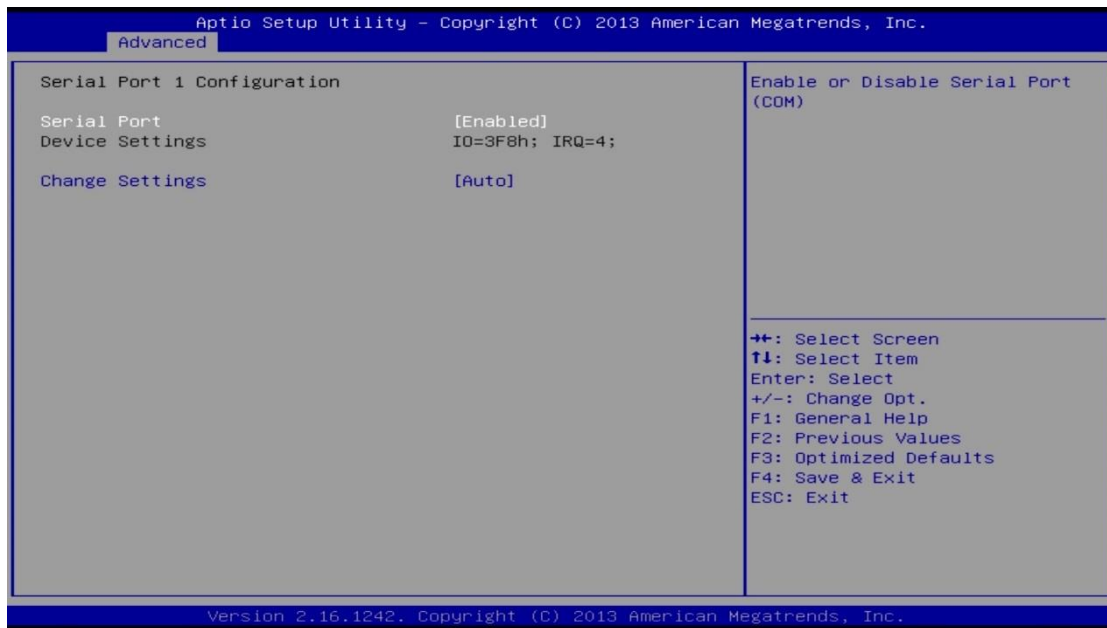 Aptio Setup Utility – Copyright (C) 2013 American Megatrends, Inc.
Advanced
Serial Port 1 Configuration
Serial Port [Enabled]
Device Settings IO=3F8h; IRQ=4;
Change Settings [Auto]
Enable or Disable Serial Port
(COM)
→←: Select Screen
↑↓: Select Item
Enter: Select
+/-: Change Opt.
F1: General Help
F2: Previous Values
F3: Optimized Defaults
F4: Save & Exit
ESC: Exit
Version 2.16.1242. Copyright (C) 2013 American Megatrends, Inc.